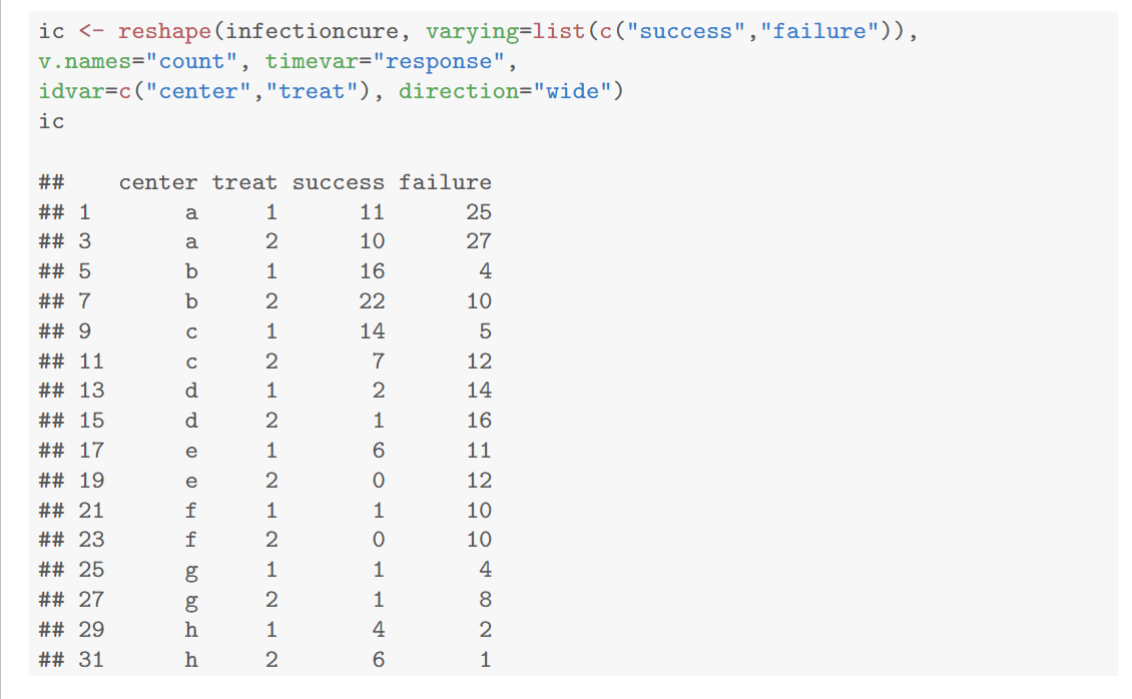 ic <- reshape(infectioncure, varying=list(c("success","failure")),
v.names="count", timevar="response",
idvar=c("center","treat"), direction="wide")
ic
##    center treat success failure
## 1       a     1      11      25
## 3       a     2      10      27
## 5       b     1      16       4
## 7       b     2      22      10
## 9       c     1      14       5
## 11      c     2       7      12
## 13      d     1       2      14
## 15      d     2       1      16
## 17      e     1       6      11
## 19      e     2       0      12
## 21      f     1       1      10
## 23      f     2       0      10
## 25      g     1       1       4
## 27      g     2       1       8
## 29      h     1       4       2
## 31      h     2       6       1